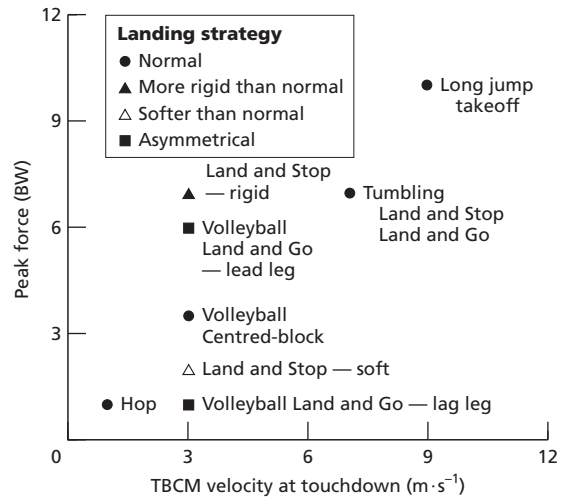 12
Landing strategy
Normal
More rigid than normal
Softer than normal
Asymmetrical
Long jump
takeoff
9
Land and Stop
— rigid
Tumbling
Land and Stop
Land and Go
Volleyball
Land and Go
— lead leg
6
Peak force (BW)
Volleyball
Centred-block
3
Land and Stop — soft
Hop
Volleyball Land and Go — lag leg
0 3 6 9 12
TBCM velocity at touchdown (m·s⁻¹)